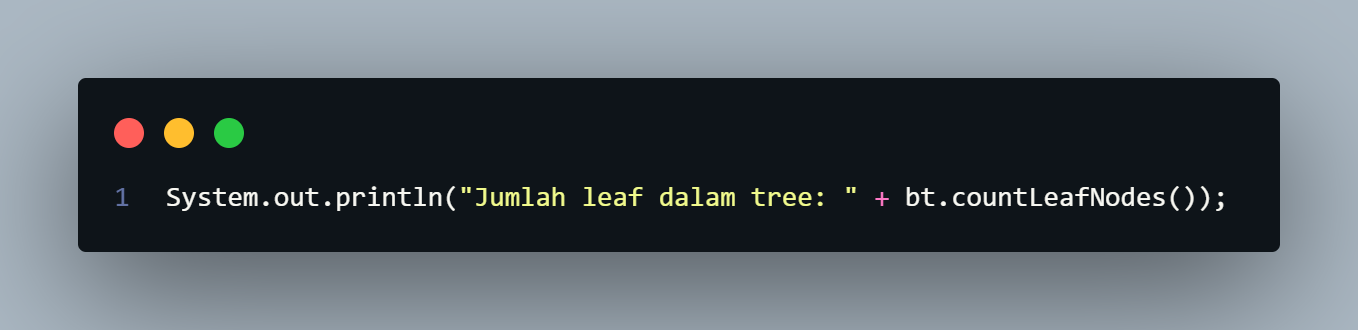 1 System.out.println("Jumlah leaf dalam tree: " + bt.countLeafNodes());